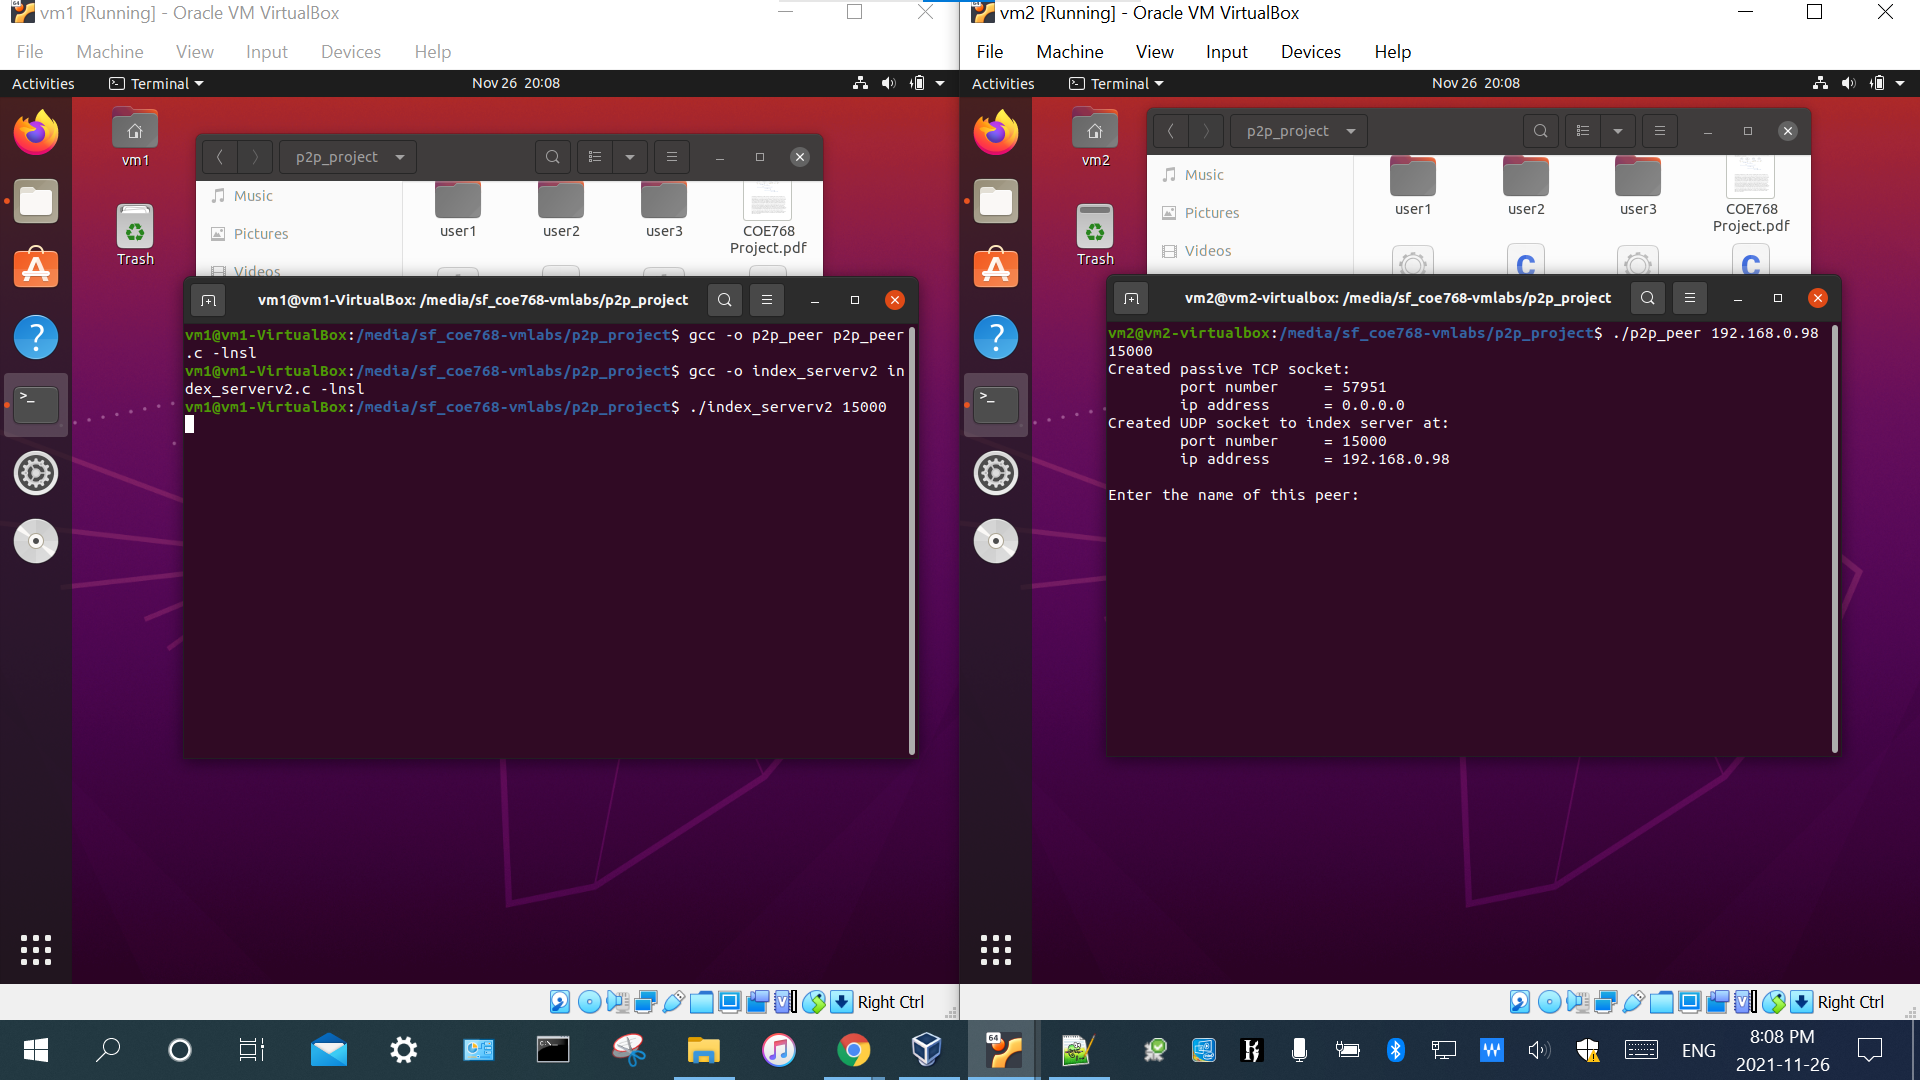 vm1 [Running] - Oracle VM VirtualBox
File Machine View Input Devices Help
Activities Terminal Nov 26 20:08
vm1
Trash
p2p_project
Music
Pictures
Videos
user1 user2 user3 COE768
Project.pdf
vm1@vm1-VirtualBox: /media/sf_coe768-vmlabs/p2p_project
vm1@vm1-VirtualBox:/media/sf_coe768-vmlabs/p2p_project$ gcc -o p2p_peer p2p_peer
.c -lnsl
vm1@vm1-VirtualBox:/media/sf_coe768-vmlabs/p2p_project$ gcc -o index_serverv2 in
dex_serverv2.c -lnsl
vm1@vm1-VirtualBox:/media/sf_coe768-vmlabs/p2p_project$ ./index_serverv2 15000
Right Ctrl
vm2 [Running] - Oracle VM VirtualBox
File Machine View Input Devices Help
Activities Terminal Nov 26 20:08
vm2
Trash
p2p_project
Music
Pictures
Videos
user1 user2 user3 COE768
Project.pdf
C C
vm2@vm2-virtualbox: /media/sf_coe768-vmlabs/p2p_project
vm2@vm2-virtualbox:/media/sf_coe768-vmlabs/p2p_project$ ./p2p_peer 192.168.0.98
15000
Created passive TCP socket:
port number = 57951
ip address = 0.0.0.0
Created UDP socket to index server at:
port number = 15000
ip address = 192.168.0.98
Enter the name of this peer:
Right Ctrl
64
ENG
8:08 PM
2021-11-26